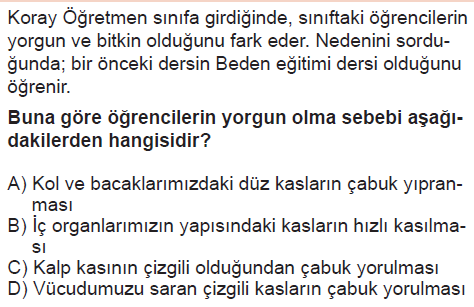 Koray Öğretmen sınıfa girdiğinde, sınıftaki öğrencilerin
yorgun ve bitkin olduğunu fark eder. Nedenini sordu-
ğunda; bir önceki dersin Beden eğitimi dersi olduğunu
öğrenir.
Buna göre öğrencilerin yorgun olma sebebi aşağı-
dakilerden hangisidir?
A) Kol ve bacaklarımızdaki düz kasların çabuk yıpran-
ması
B) İç organlarımızın yapısındaki kasların hızlı kasılma-
sı
C) Kalp kasının çizgili olduğundan çabuk yorulması
D) Vücudumuzu saran çizgili kasların çabuk yorulması